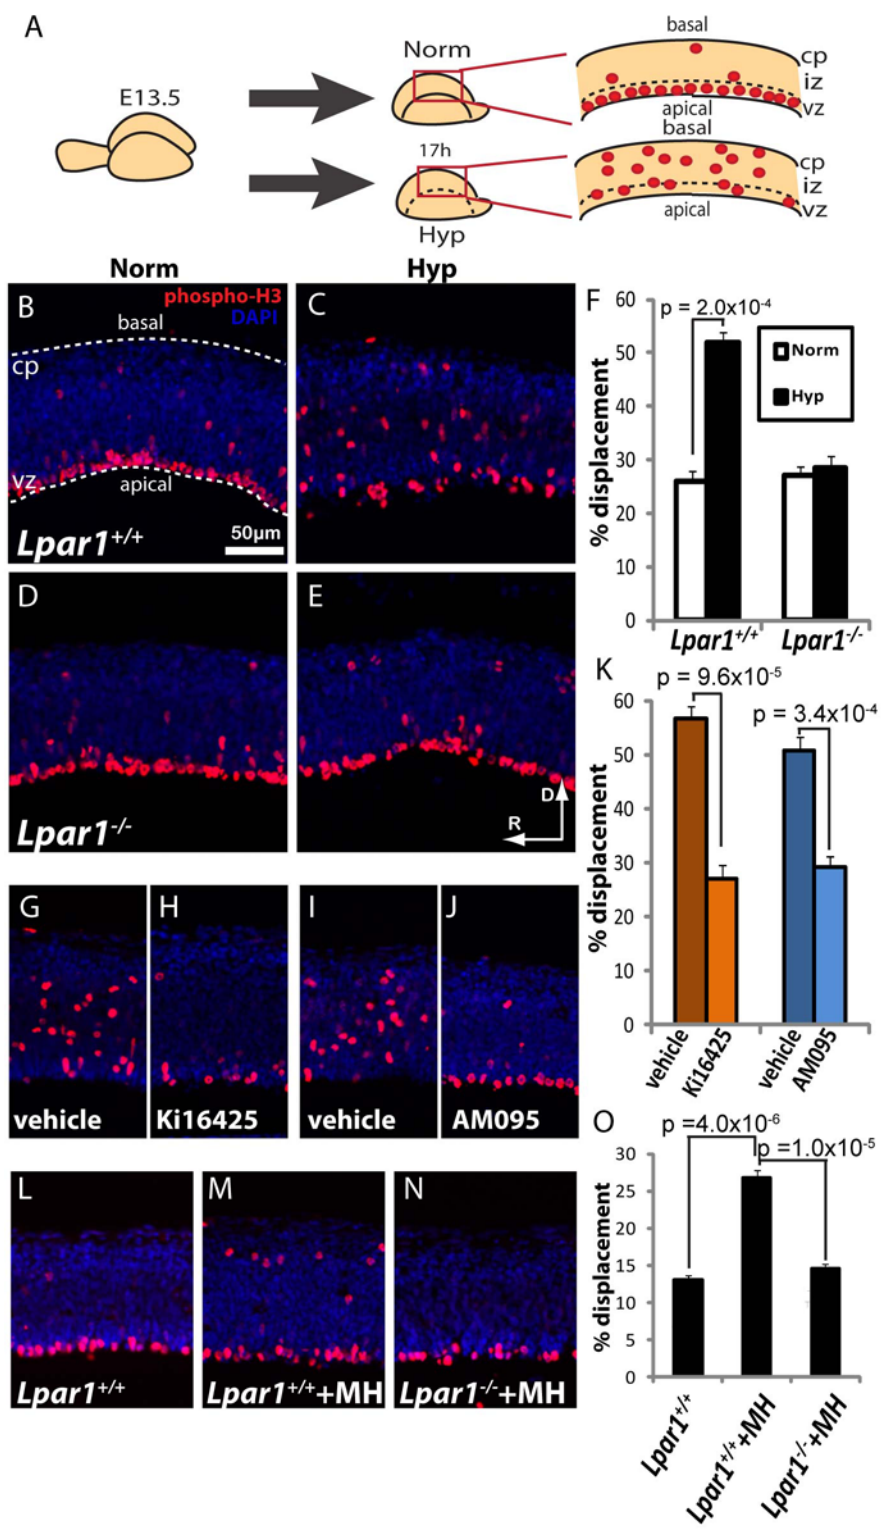 A
E13.5
Norm
17h
Hyp
basal
cp
iz
vz
apical
basal
cp
iz
vz
apical
Norm
Hyp
B
phospho-H3
DAPI
basal
cp
vz
apical
Lpar1+/+
50µm
C
D
Lpar1-/-
E
D
R
F
60
50
40
30
20
10
0
% displacement
p = 2.0x10-4
Norm
Hyp
Lpar1+/+
Lpar1-/-
G
vehicle
H
Ki16425
I
vehicle
J
AM095
K
60
50
40
30
20
10
0
% displacement
p = 9.6x10-5
p = 3.4x10-4
vehicle
Ki16425
vehicle
AM095
L
Lpar1+/+
M
Lpar1+/++MH
N
Lpar1-/-+MH
O
30
25
20
15
10
5
0
% displacement
p =4.0x10-6
p =1.0x10-5
Lpar1+/+
Lpar1+/++MH
Lpar1-/-+MH